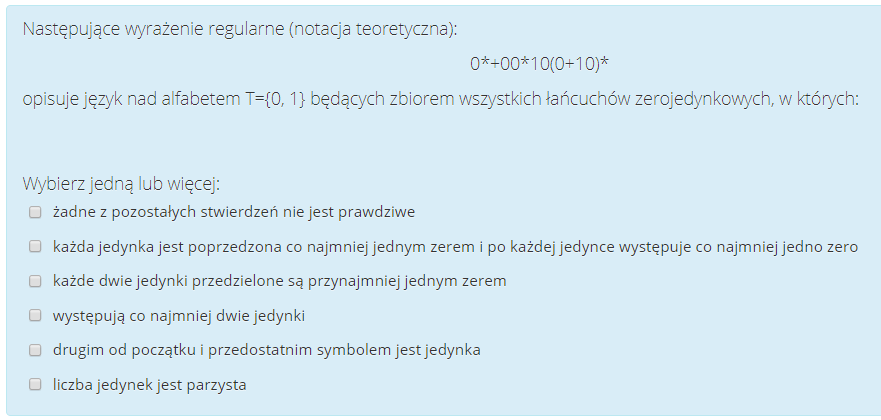 Następujące wyrażenie regularne (notacja teoretyczna):
0*+00*10(0+10)*
opisuje język nad alfabetem T={0, 1} będących zbiorem wszystkich łańcuchów zerojedynkowych, w których:
Wybierz jedną lub więcej:
żadne z pozostałych stwierdzeń nie jest prawdziwe
każda jedynka jest poprzedzona co najmniej jednym zerem i po każdej jedynce występuje co najmniej jedno zero
każde dwie jedynki przedzielone są przynajmniej jednym zerem
występują co najmniej dwie jedynki
drugim od początku i przedostatnim symbolem jest jedynka
liczba jedynek jest parzysta